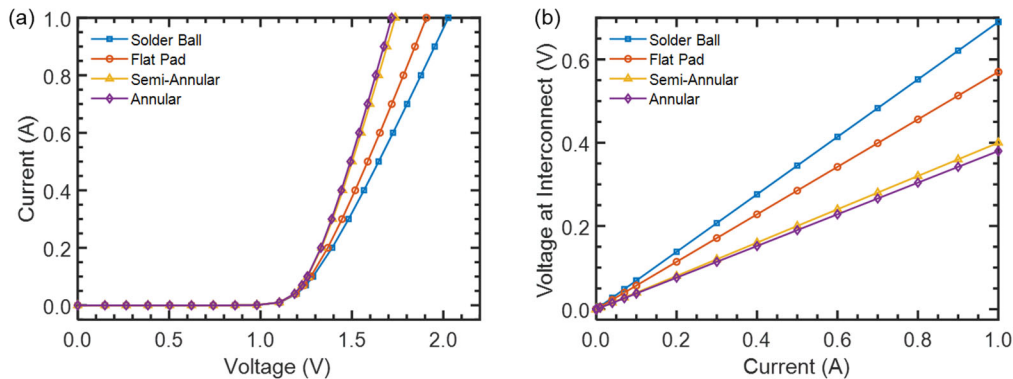 (a)
1.0
0.8
0.6
0.4
0.2
0.0
Current (A)
Solder Ball
Flat Pad
Semi-Annular
Annular
0.0 0.5 1.0 1.5 2.0
Voltage (V)
(b)
0.6
0.4
0.2
0.0
Voltage at Interconnect (V)
Solder Ball
Flat Pad
Semi-Annular
Annular
0.0 0.2 0.4 0.6 0.8 1.0
Current (A)